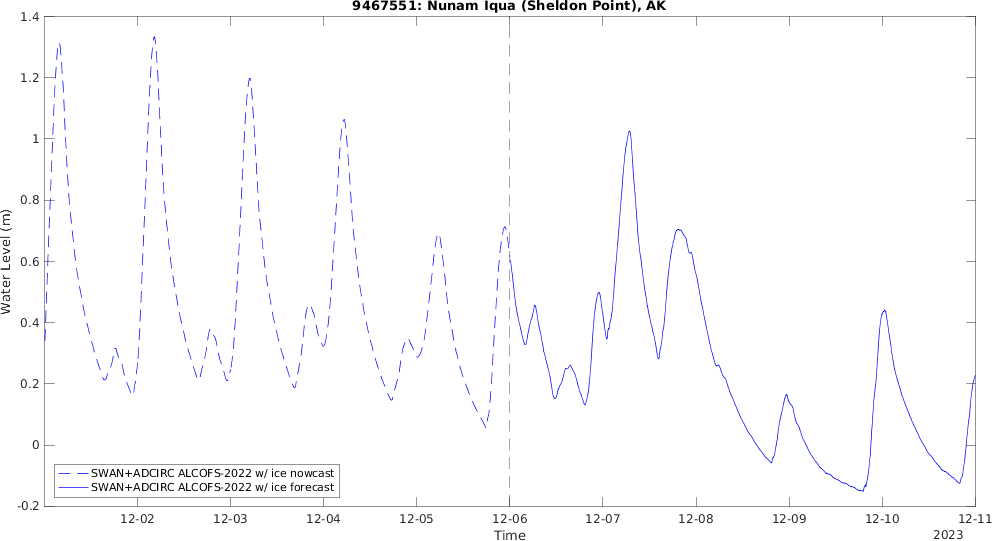 9467551: Nunam Iqua (Sheldon Point), AK
Water Level (m)
1.4
1.2
1
0.8
0.6
0.4
0.2
0
-0.2
SWAN+ADCIRC ALCOFS-2022 w/ ice nowcast
SWAN+ADCIRC ALCOFS-2022 w/ ice forecast
12-02 12-03 12-04 12-05 12-06 12-07 12-08 12-09 12-10 12-11
Time
2023